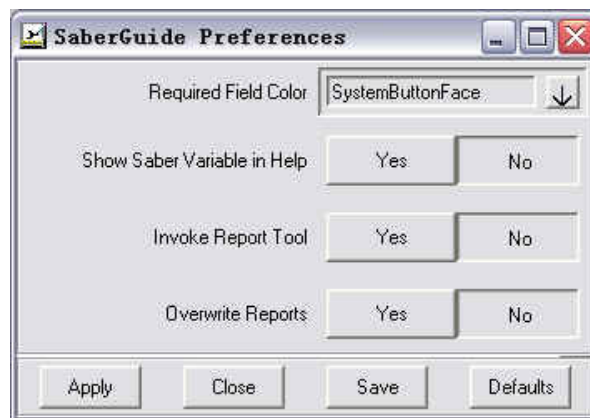 SaberGuide Preferences
Required Field Color SystemButtonFace
Show Saber Variable in Help Yes No
Invoke Report Tool Yes No
Overwrite Reports Yes No
Apply Close Save Defaults